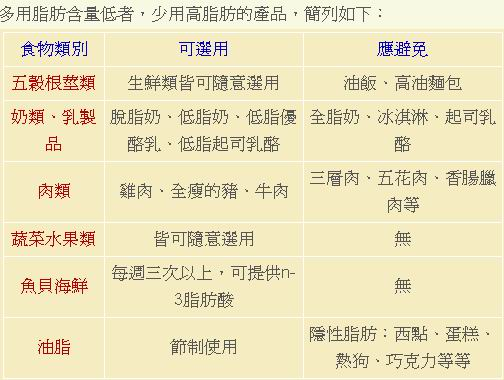 多用脂肪含量低者，少用高脂肪的產品，簡列如下：
食物類別 可選用 應避免
五穀根莖類 生鮮類皆可隨意選用 油飯、高油麵包
奶類、乳製品 脫脂奶、低脂奶、低脂優酪乳、低脂起司乳酪 全脂奶、冰淇淋、起司乳酪
肉類 雞肉、全瘦的豬、牛肉 三層肉、五花肉、香腸臘肉等
蔬菜水果類 皆可隨意選用 無
魚貝海鮮 每週三次以上，可提供n-3脂肪酸 無
油脂 節制使用 隱性脂肪：西點、蛋糕、熱狗、巧克力等等